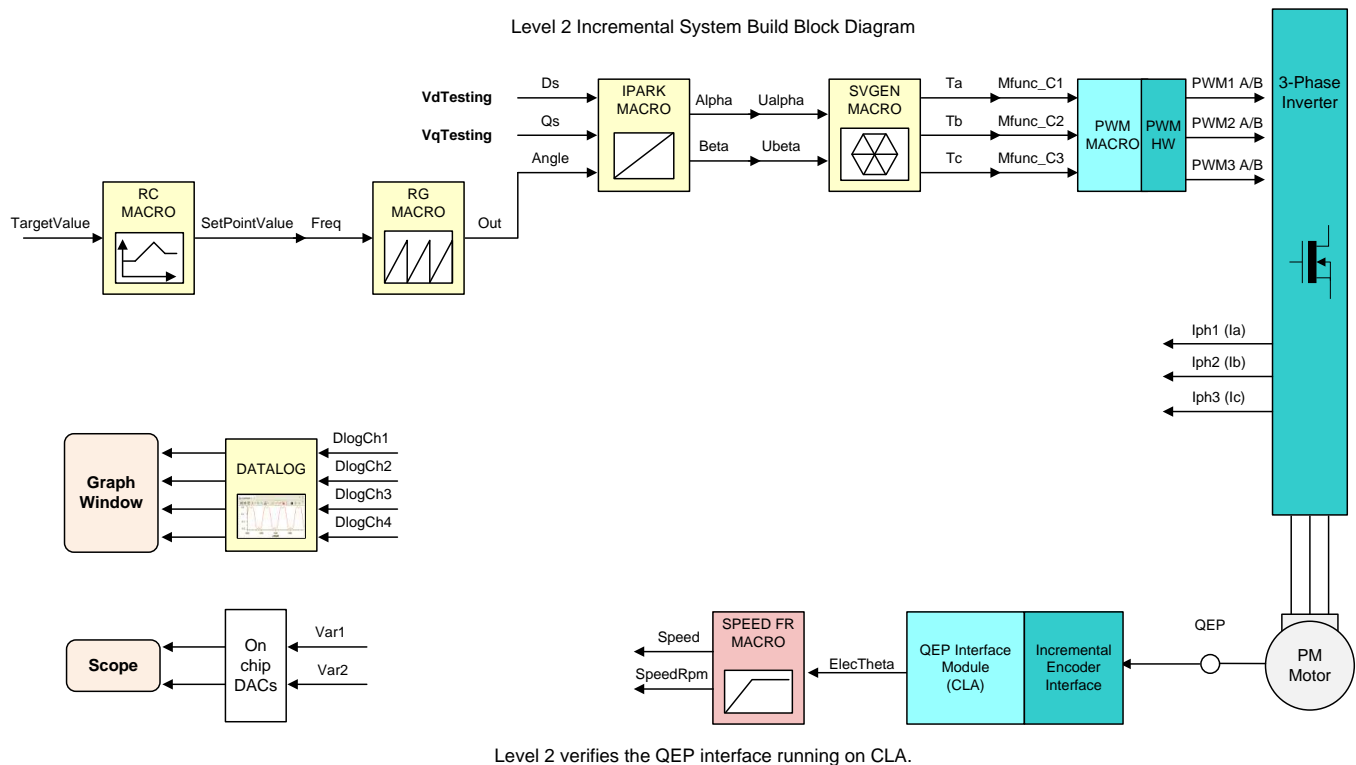 Level 2 Incremental System Build Block Diagram
VdTesting
VqTesting
Ds
Qs
Angle
IPARK
MACRO
Alpha
Ualpha
Beta
Ubeta
SVGEN
MACRO
Ta
Mfunc_C1
Tb
Mfunc_C2
Tc
Mfunc_C3
PWM
MACRO
PWM
HW
PWM1 A/B
PWM2 A/B
PWM3 A/B
3-Phase
Inverter
TargetValue
RC
MACRO
SetPointValue
Freq
RG
MACRO
Out
Iph1 (Ia)
Iph2 (Ib)
Iph3 (Ic)
Graph
Window
DATALOG
DlogCh1
DlogCh2
DlogCh3
DlogCh4
Scope
On
chip
DACs
Var1
Var2
Speed
SpeedRpm
SPEED FR
MACRO
ElecTheta
QEP Interface
Module
(CLA)
Incremental
Encoder
Interface
QEP
PM
Motor
Level 2 verifies the QEP interface running on CLA.